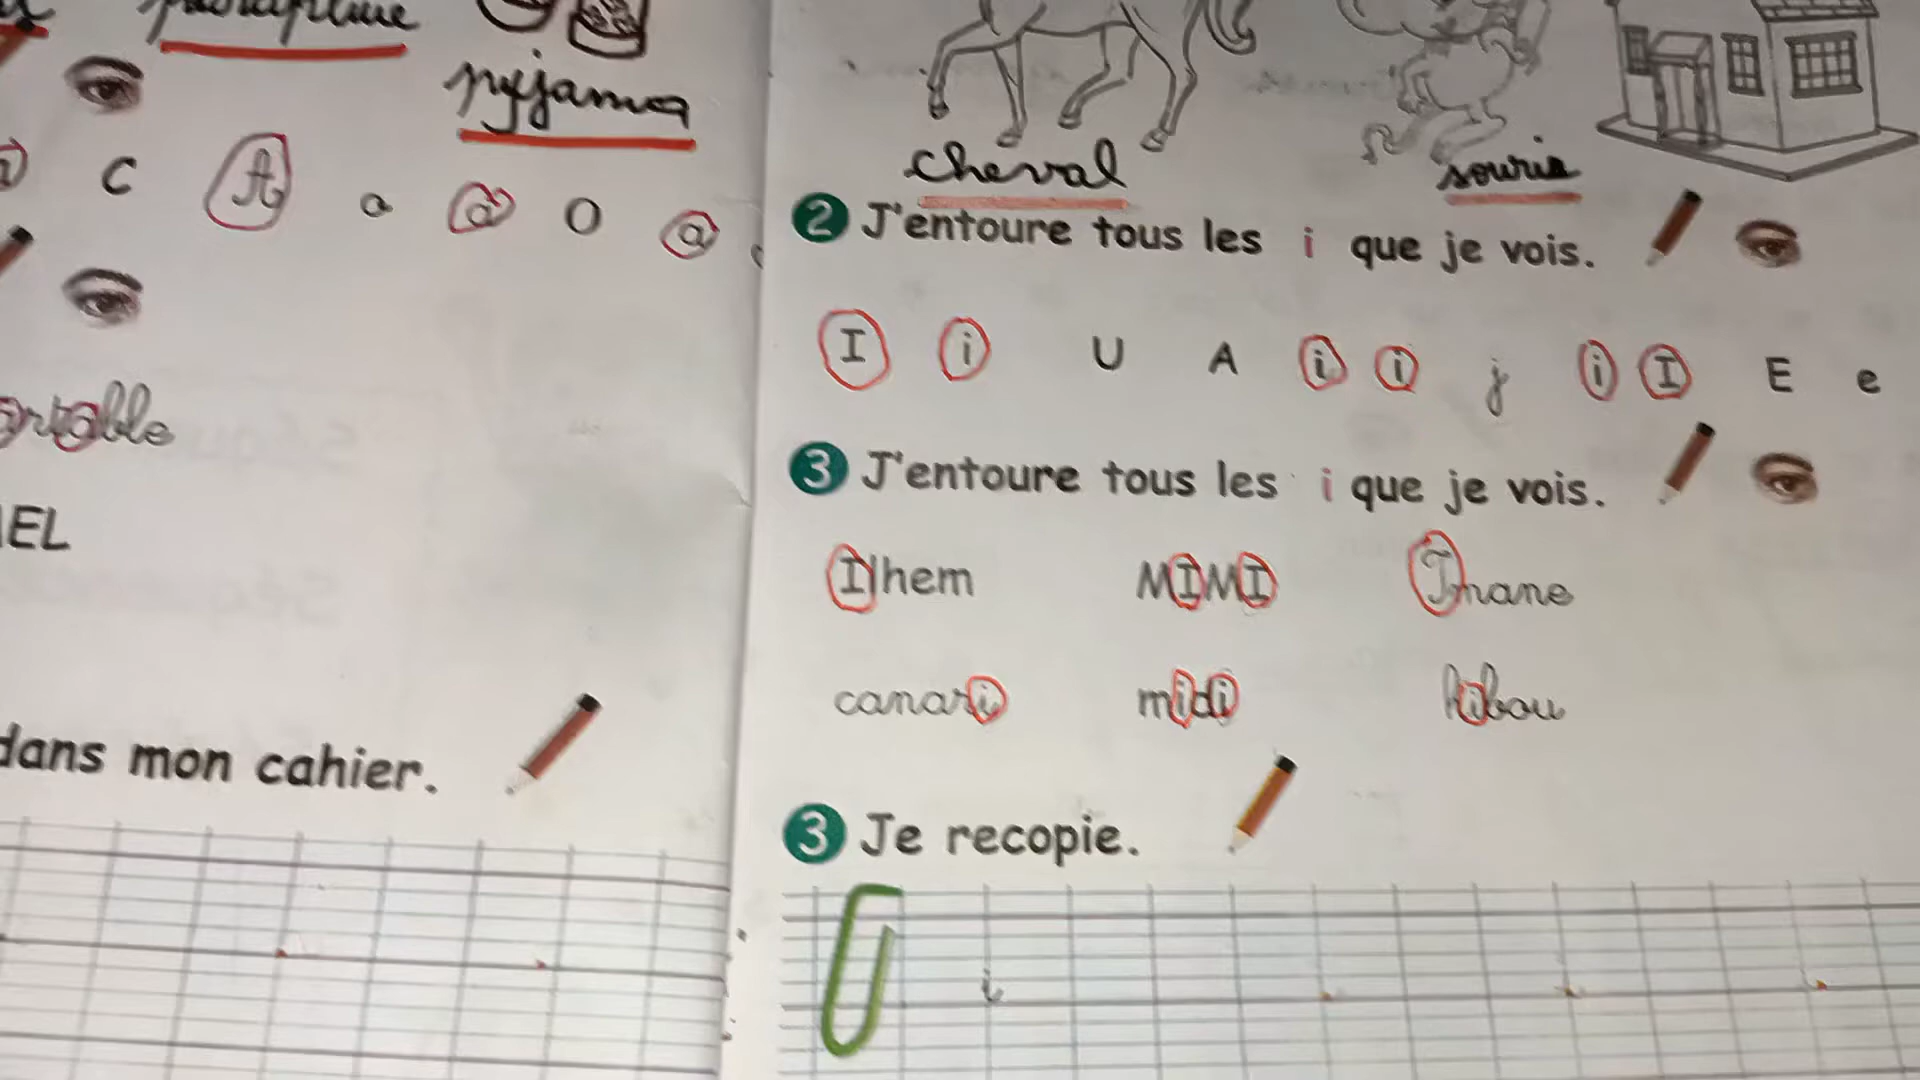 pyjama
C A a a O a
artable
EL
dans mon cahier.
cheval
souris
2 J'entoure tous les i que je vois.
I i U A i i j i I E e
3 J'entoure tous les i que je vois.
Ilhem MIMI Imane
canari midi hibou
3 Je recopie.
i